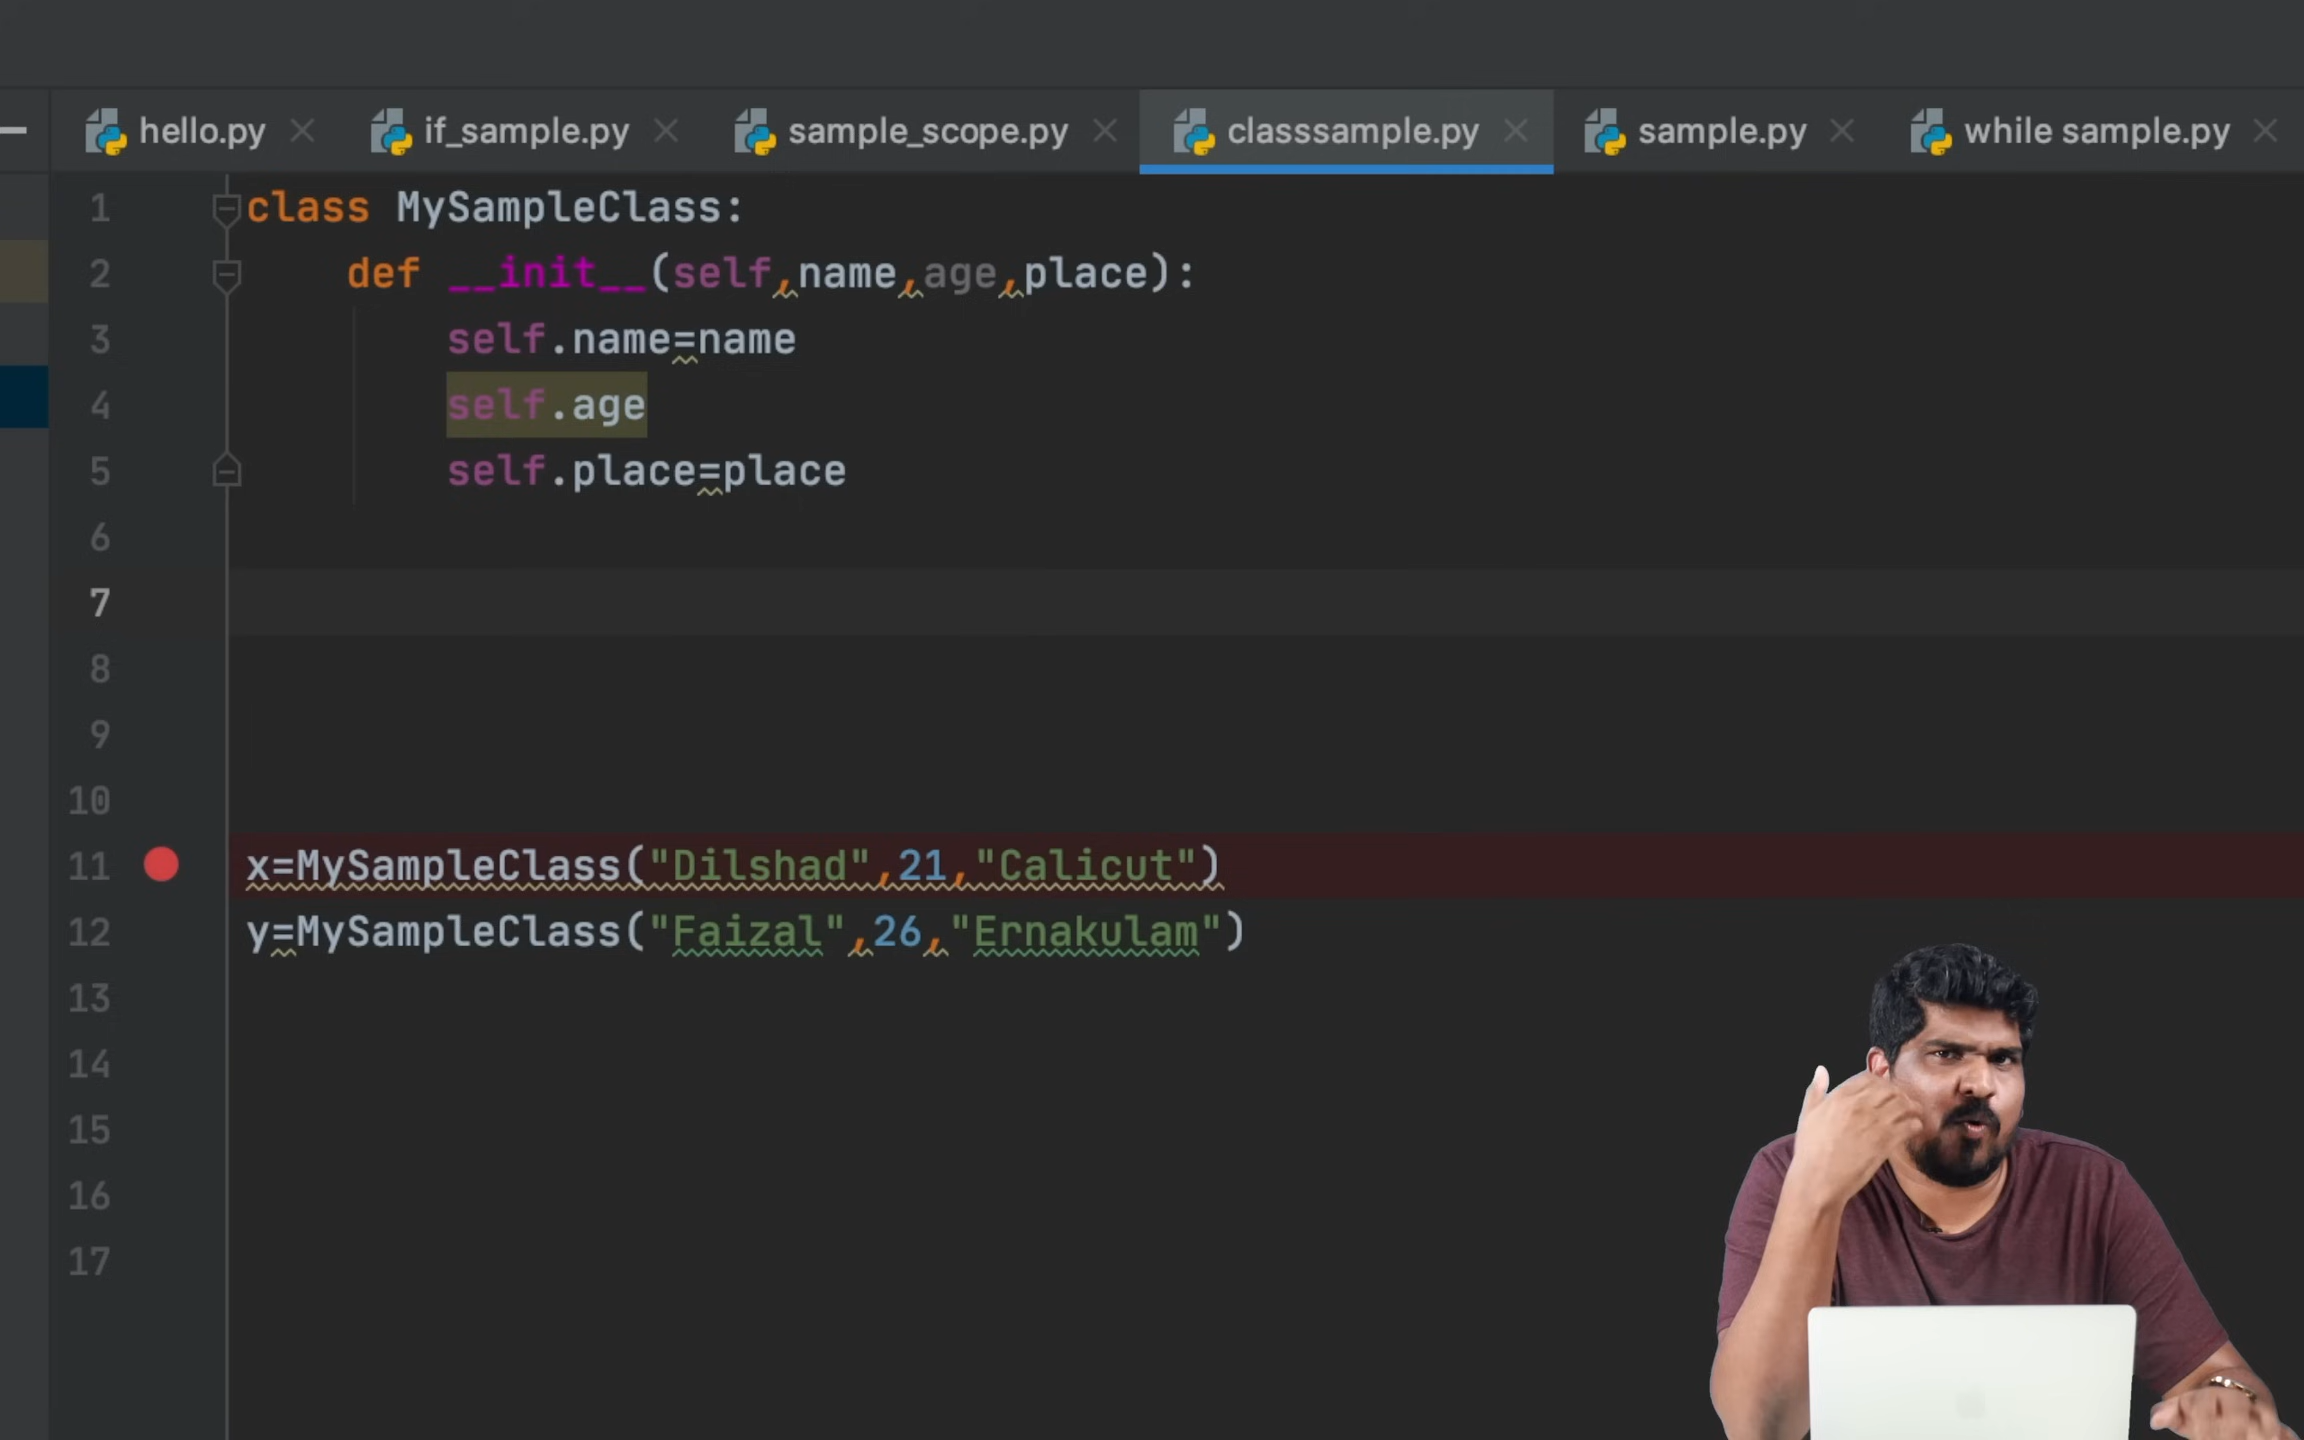 hello.py if_sample.py sample_scope.py classsample.py sample.py while sample.py
1 class MySampleClass:
2 def __init__(self,name,age,place):
3 self.name=name
4 self.age
5 self.place=place
6
7
8
9
10
11 x=MySampleClass("Dilshad",21,"Calicut")
12 y=MySampleClass("Faizal",26,"Ernakulam")
13
14
15
16
17